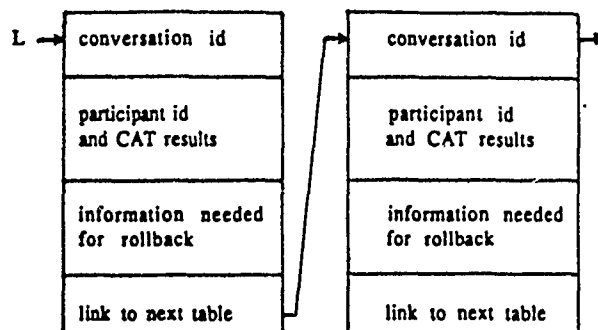 L
conversation id
participant id
and CAT results
information needed
for rollback
link to next table
conversation id
participant id
and CAT results
information needed
for rollback
link to next table